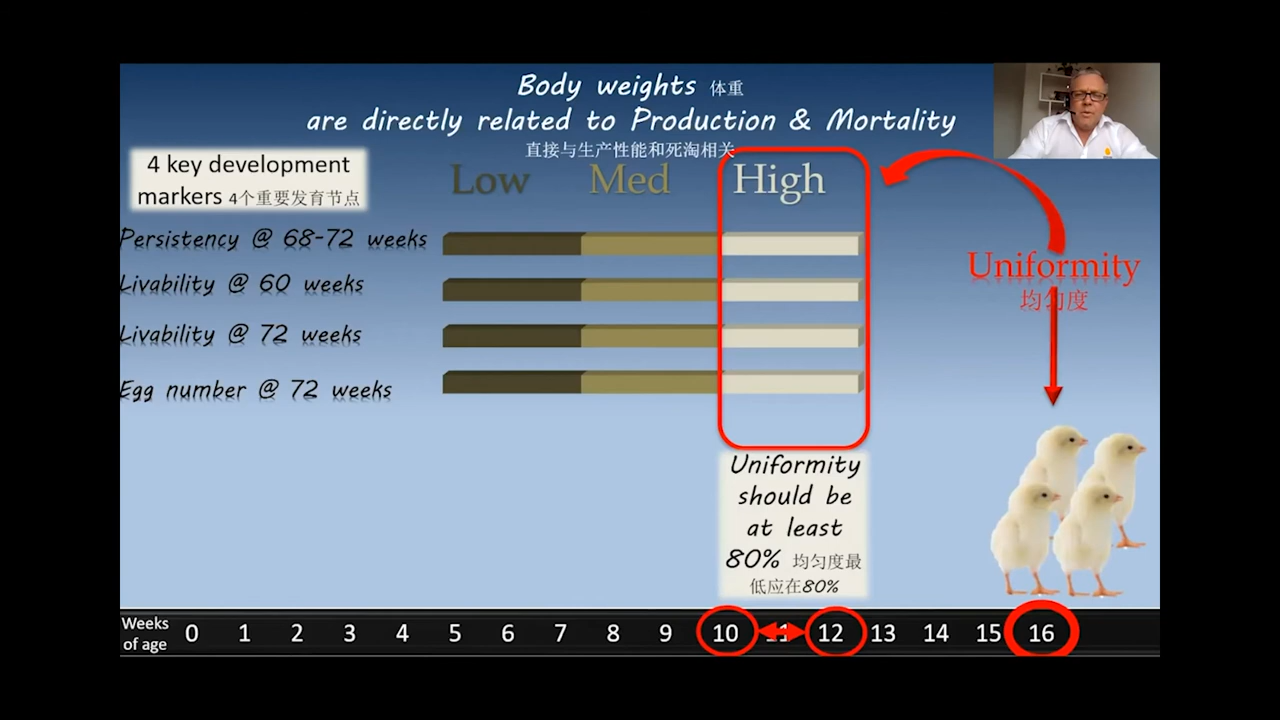 Body weights 体重
are directly related to Production & Mortality
直接与生产性能和死淘相关
4 key development
markers 4个重要发育节点
Low Med High
Persistency @ 68-72 weeks
Livability @ 60 weeks
Livability @ 72 weeks
Egg number @ 72 weeks
Uniformity
均匀度
Uniformity
should be
at least
80% 均匀度最
低应在80%
Weeks
of age
0 1 2 3 4 5 6 7 8 9 10 11 12 13 14 15 16